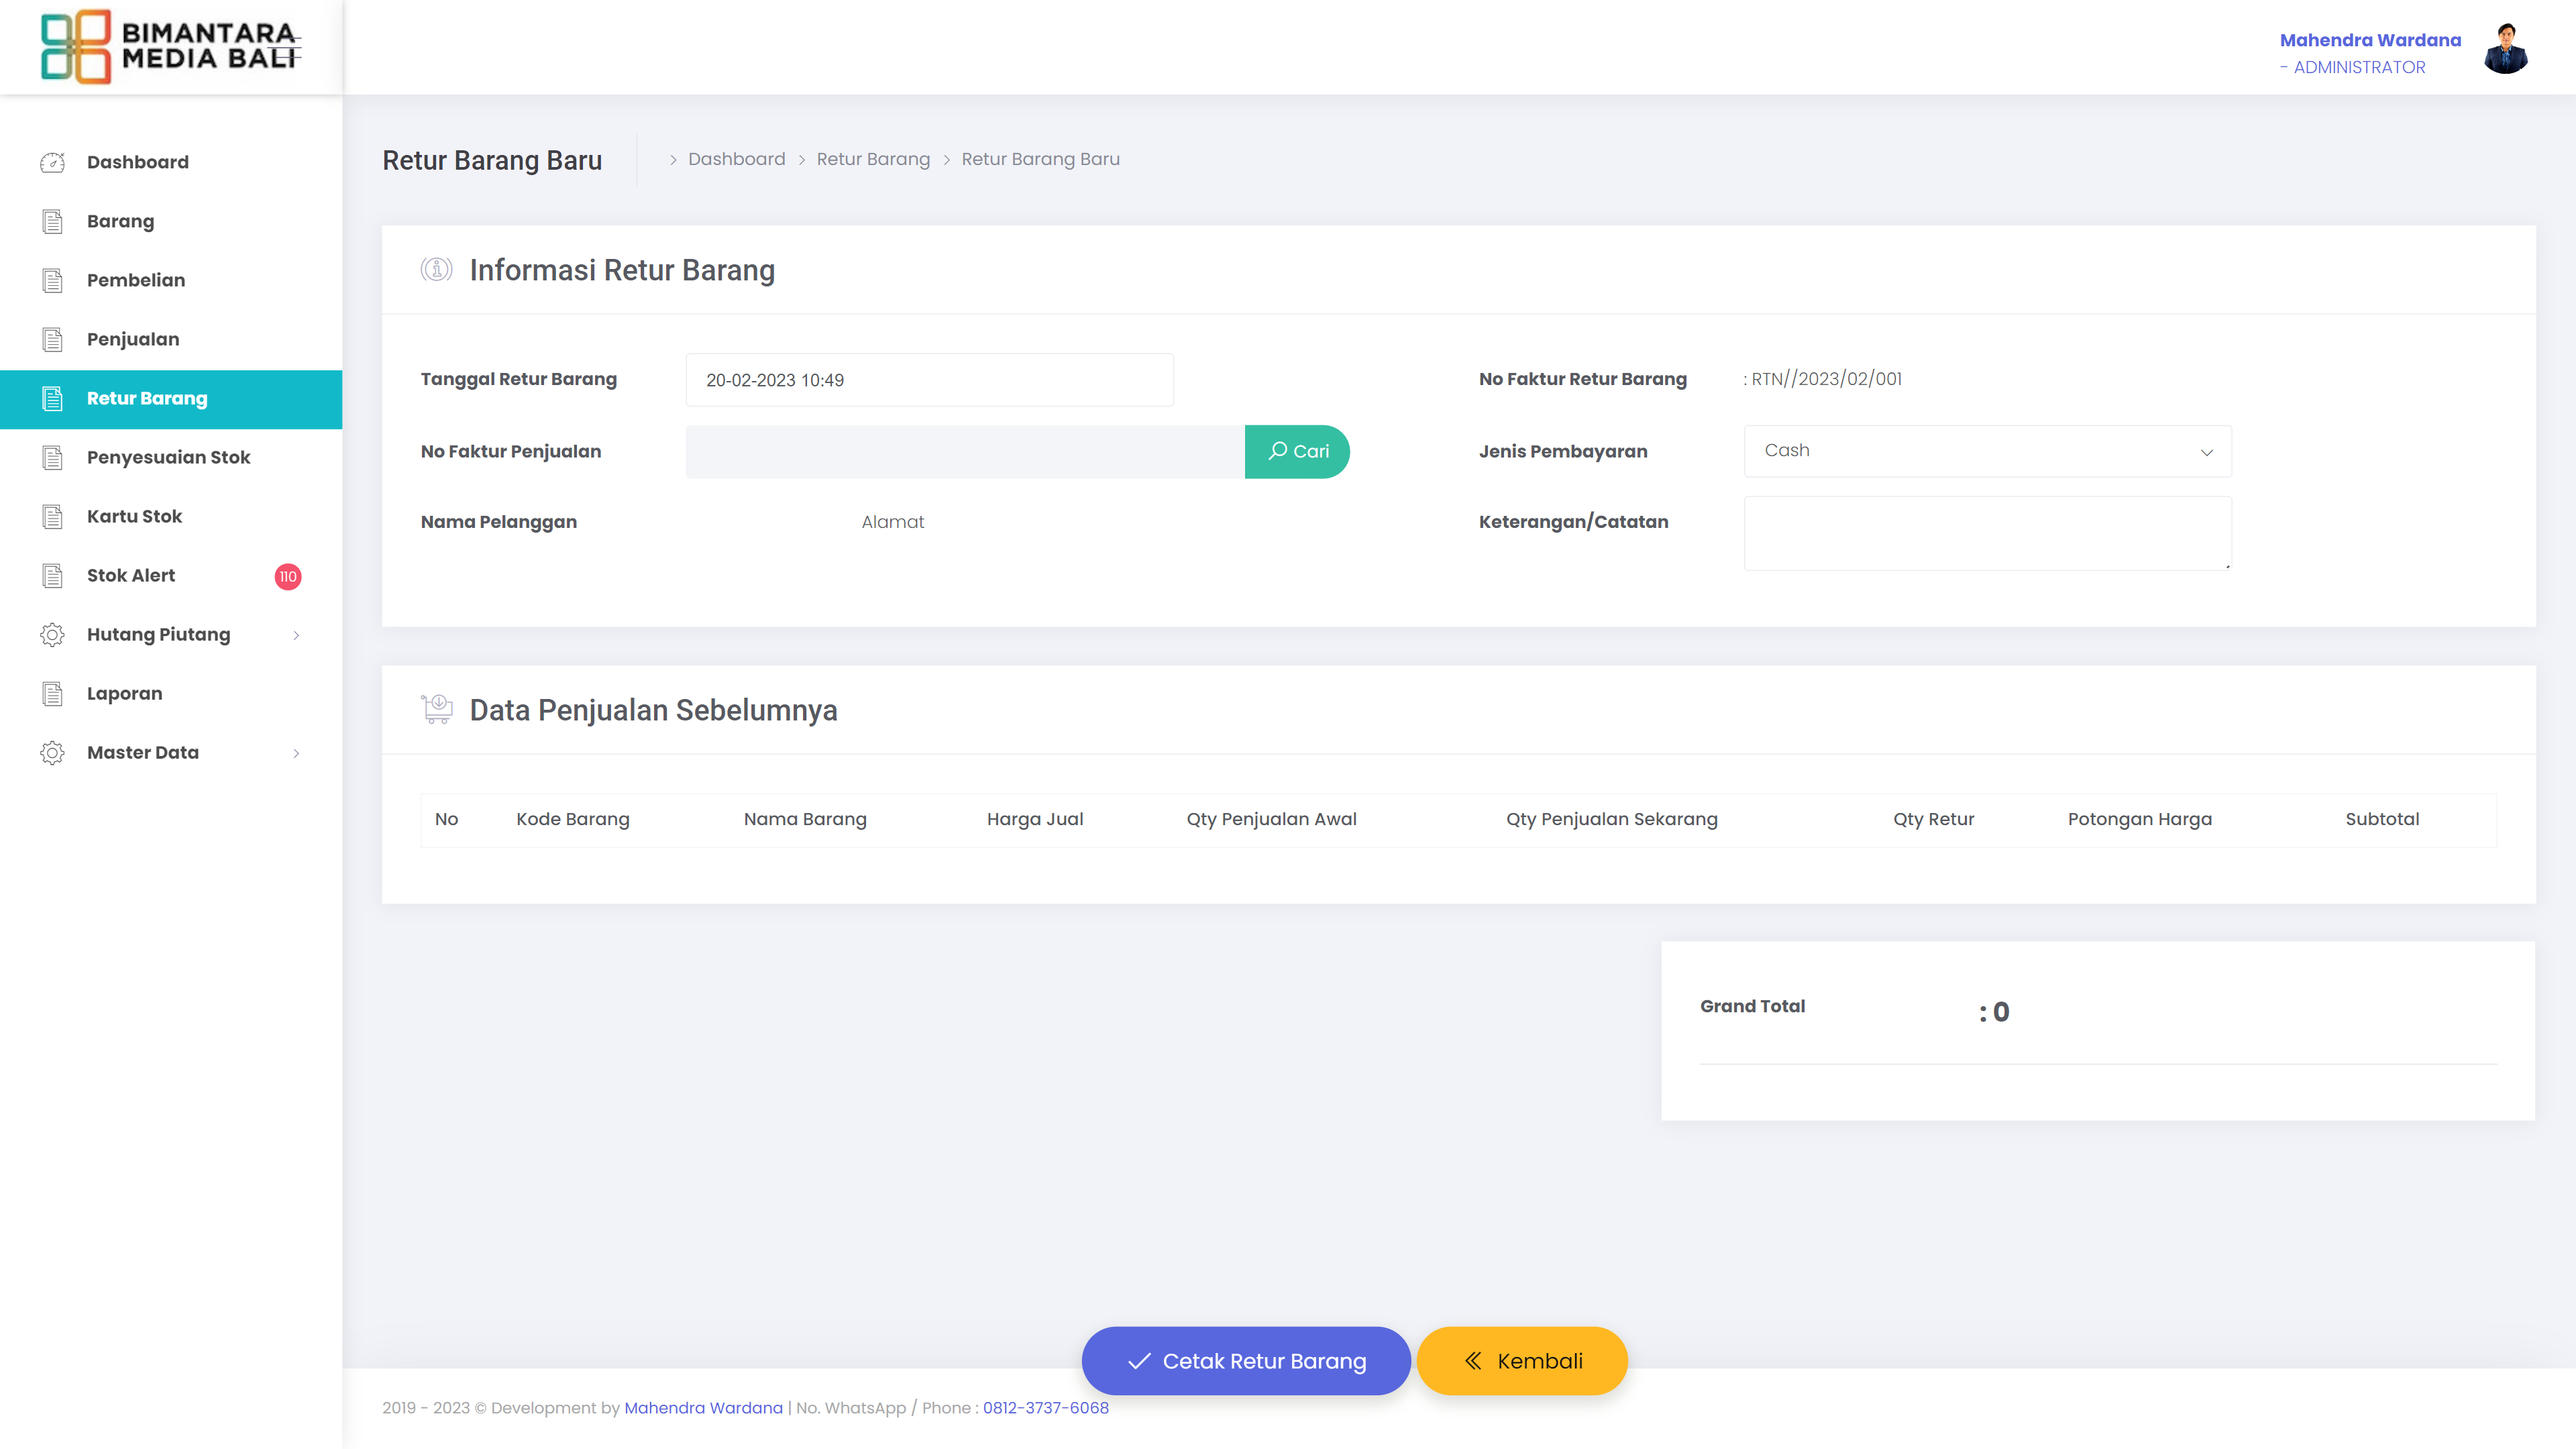 BIMANTARA
MEDIA BALI
Mahendra Wardana
- ADMINISTRATOR
Dashboard
Barang
Pembelian
Penjualan
Retur Barang
Penyesuaian Stok
Kartu Stok
Stok Alert 110
Hutang Piutang
Laporan
Master Data
Retur Barang Baru > Dashboard > Retur Barang > Retur Barang Baru
Informasi Retur Barang
Tanggal Retur Barang 20-02-2023 10:49 No Faktur Retur Barang : RTN//2023/02/001
No Faktur Penjualan Cari Jenis Pembayaran Cash
Nama Pelanggan Alamat Keterangan/Catatan
Data Penjualan Sebelumnya
No Kode Barang Nama Barang Harga Jual Qty Penjualan Awal Qty Penjualan Sekarang Qty Retur Potongan Harga Subtotal
Grand Total : 0
Cetak Retur Barang Kembali
2019 - 2023 © Development by Mahendra Wardana | No. WhatsApp / Phone : 0812-3737-6068